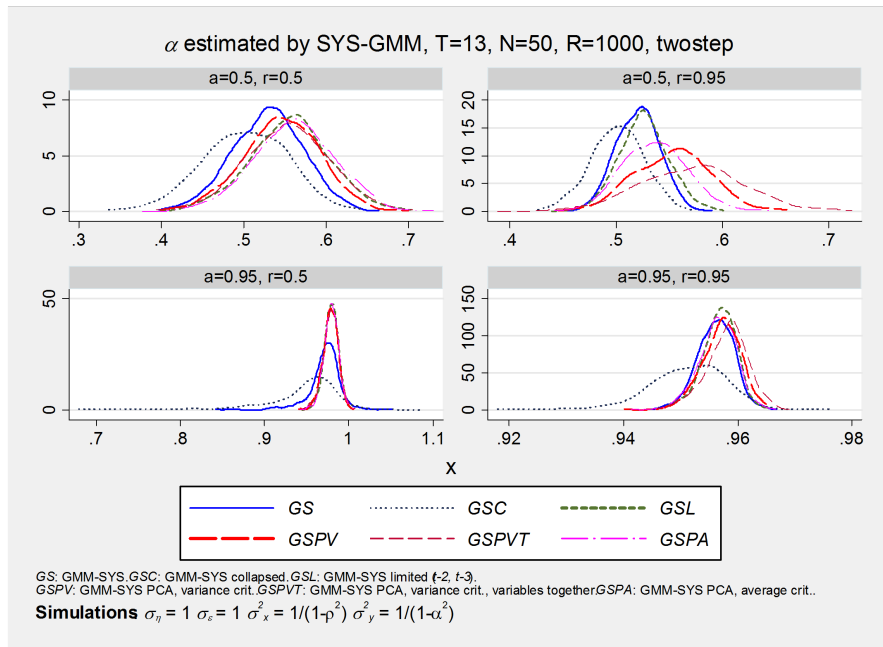 α estimated by SYS-GMM, T=13, N=50, R=1000, twostep
a=0.5, r=0.5
a=0.5, r=0.95
10
5
0
.3 .4 .5 .6 .7
20
15
10
5
0
.4 .5 .6 .7
a=0.95, r=0.5
a=0.95, r=0.95
50
0
.7 .8 .9 1 1.1
150
100
50
0
.92 .94 .96 .98
x
GS GSC GSL
GSPV GSPVT GSPA
GS: GMM-SYS.GSC: GMM-SYS collapsed.GSL: GMM-SYS limited (t-2, t-3).
GSPV: GMM-SYS PCA, variance crit..GSPVT: GMM-SYS PCA, variance crit., variables together.GSPA: GMM-SYS PCA, average crit..
Simulations: σ_η = 1 σ_ε = 1 σ²_x = 1/(1-ρ²) σ²_y = 1/(1-α²)